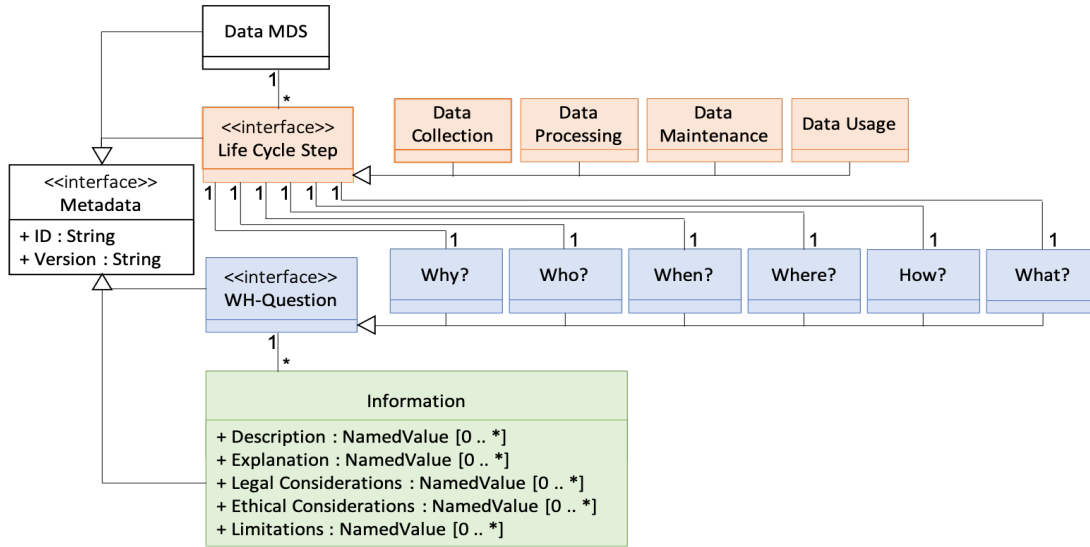 Data MDS
1
*
<<interface>>
Life Cycle Step
Data
Collection
Data
Processing
Data
Maintenance
Data Usage
<<interface>>
Metadata
+ ID : String
+ Version : String
1 1 1 1 1 1
1 1 1 1 1 1
<<interface>>
WH-Question
Why?
Who?
When?
Where?
How?
What?
1
*
Information
+ Description : NamedValue [0 .. *]
+ Explanation : NamedValue [0 .. *]
+ Legal Considerations : NamedValue [0 .. *]
+ Ethical Considerations : NamedValue [0 .. *]
+ Limitations : NamedValue [0 .. *]